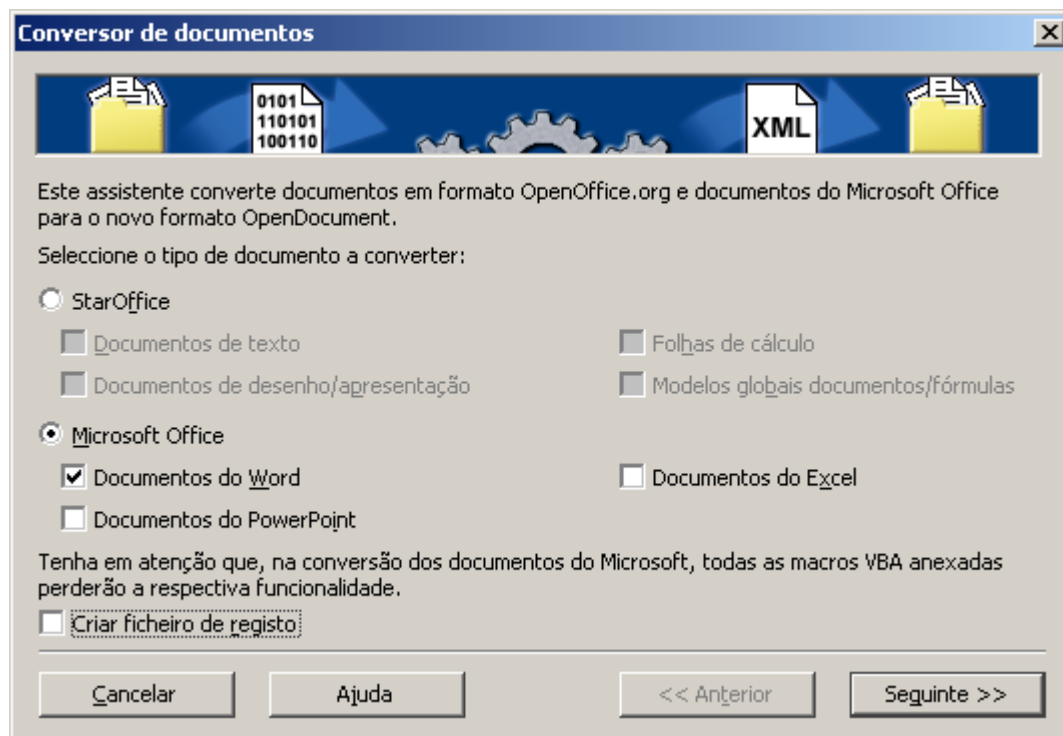 Conversor de documentos
0101
110101
100110
XML
Este assistente converte documentos em formato OpenOffice.org e documentos do Microsoft Office
para o novo formato OpenDocument.
Seleccione o tipo de documento a converter:
StarOffice
Documentos de texto
Folhas de cálculo
Documentos de desenho/apresentação
Modelos globais documentos/fórmulas
Microsoft Office
Documentos do Word
Documentos do Excel
Documentos do PowerPoint
Tenha em atenção que, na conversão dos documentos do Microsoft, todas as macros VBA anexadas
perderão a respectiva funcionalidade.
Criar ficheiro de registo
Cancelar
Ajuda
<< Anterior
Seguinte >>